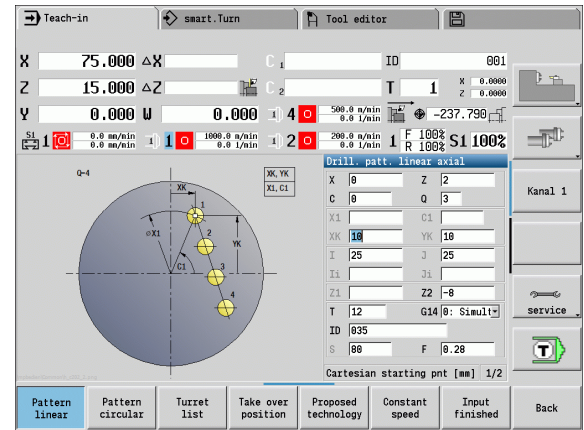 Teach-in smart.Turn Tool editor
X 75.000 ΔX C 1 ID 001
Z 15.000 ΔZ C 2 T 1 X 0.0000 Z 0.0000
Y 0.000 U 0.000 4 500.0 m/min 0.0 1/min -237.790
S1 1 0.0 mm/min 0.0 mm/min 1 1000.0 m/min 0.0 1/min 2 200.0 m/min 0.0 1/min 1 F 100% R 100% S1 100%
Q=4
XK
XK, YK
X1, C1
1
øX1
2
YK
C1
3
4
Drill. patt. linear axial
X 0 Z 2
C 0 Q 3
X1 C1
XK 10 YK 10
I 25 J 25
Ii Ji
Z1 Z2 -8
T 12 G14 0: Simult
ID 035
S 80 F 0.28
Cartesian starting pnt [mm] 1/2
Kanal 1
service
T
Pattern linear
Pattern circular
Turret list
Take over position
Proposed technology
Constant speed
Input finished
Back